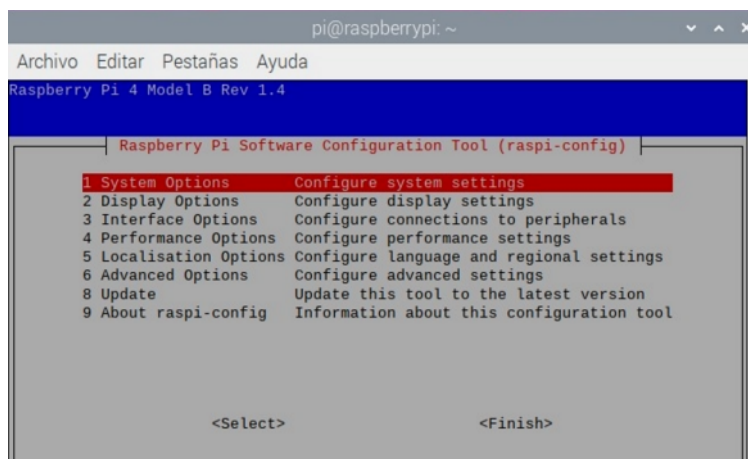 pi@raspberrypi: ~
Archivo Editar Pestañas Ayuda
Raspberry Pi 4 Model B Rev 1.4
Raspberry Pi Software Configuration Tool (raspi-config)
1 System Options Configure system settings
2 Display Options Configure display settings
3 Interface Options Configure connections to peripherals
4 Performance Options Configure performance settings
5 Localisation Options Configure language and regional settings
6 Advanced Options Configure advanced settings
8 Update Update this tool to the latest version
9 About raspi-config Information about this configuration tool
<Select> <Finish>